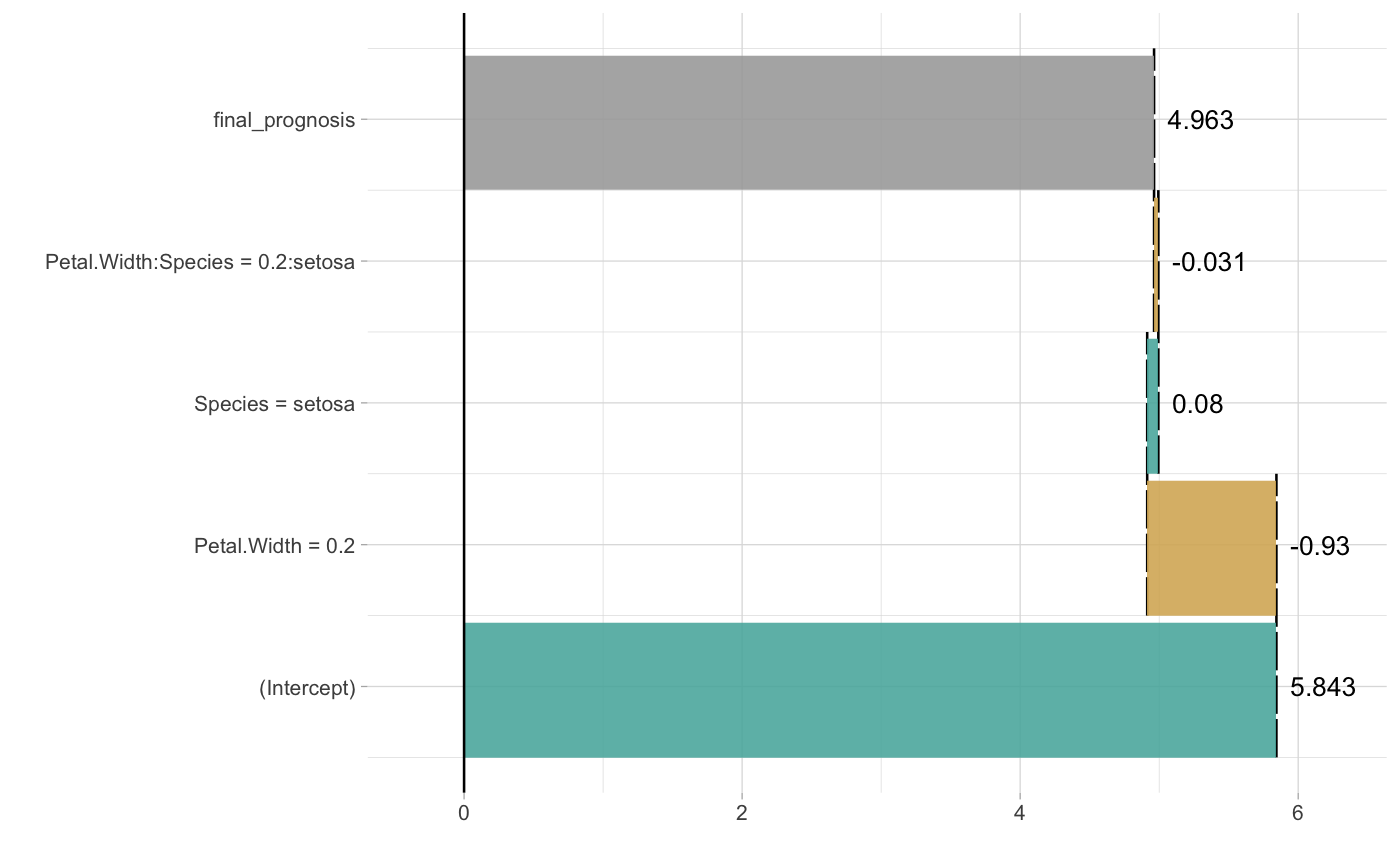 final_prognosis
4.963
Petal.Width:Species = 0.2:setosa
-0.031
Species = setosa
0.08
Petal.Width = 0.2
-0.93
(Intercept)
5.843
0 2 4 6